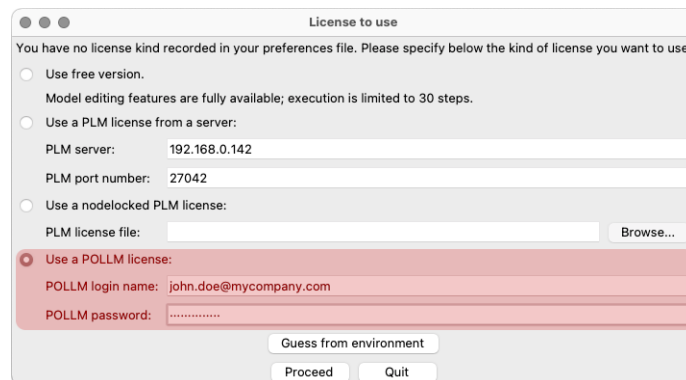 License to use
You have no license kind recorded in your preferences file. Please specify below the kind of license you want to use
Use free version.
Model editing features are fully available; execution is limited to 30 steps.
Use a PLM license from a server:
PLM server: 192.168.0.142
PLM port number: 27042
Use a nodelocked PLM license:
PLM license file: Browse...
Use a POLLM license:
POLLM login name: john.doe@mycompany.com
POLLM password: ··············
Guess from environment
Proceed Quit